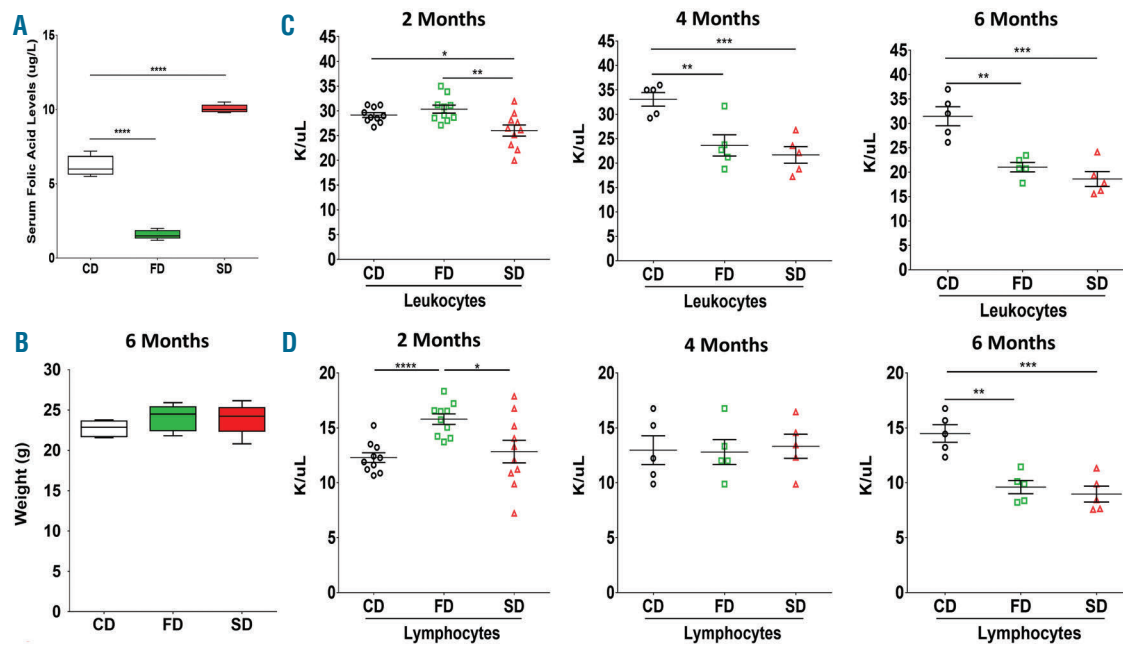 A
Serum Folic Acid Levels (ug/L)
15
10
5
0
****
****
CD FD SD
B
6 Months
Weight (g)
30
25
20
15
10
5
0
CD FD SD
C
2 Months
K/uL
45
40
35
30
25
20
15
10
5
0
*
**
CD FD SD
Leukocytes
4 Months
K/uL
45
40
35
30
25
20
15
10
5
0
***
**
CD FD SD
Leukocytes
6 Months
K/uL
45
40
35
30
25
20
15
10
5
0
***
**
CD FD SD
Leukocytes
D
2 Months
K/uL
20
15
10
5
0
****
*
CD FD SD
Lymphocytes
4 Months
K/uL
20
15
10
5
0
CD FD SD
Lymphocytes
6 Months
K/uL
20
15
10
5
0
***
**
CD FD SD
Lymphocytes